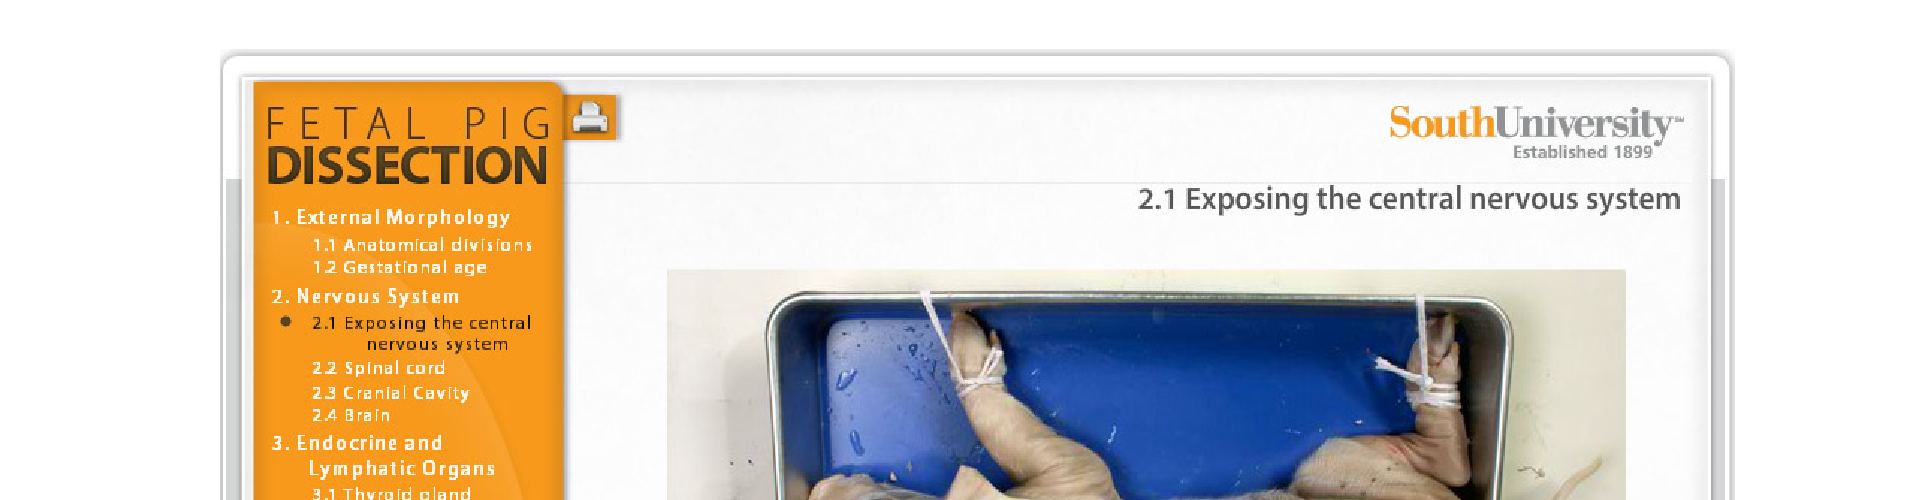 FETAL PIG
DISSECTION
1. External Morphology
1.1 Anatomical divisions
1.2 Gestational age
2. Nervous System
2.1 Exposing the central
nervous system
2.2 Spinal cord
2.3 Cranial Cavity
2.4 Brain
3. Endocrine and
Lymphatic Organs
3.1 Thyroid gland
SouthUniversity℠
Established 1899
2.1 Exposing the central nervous system